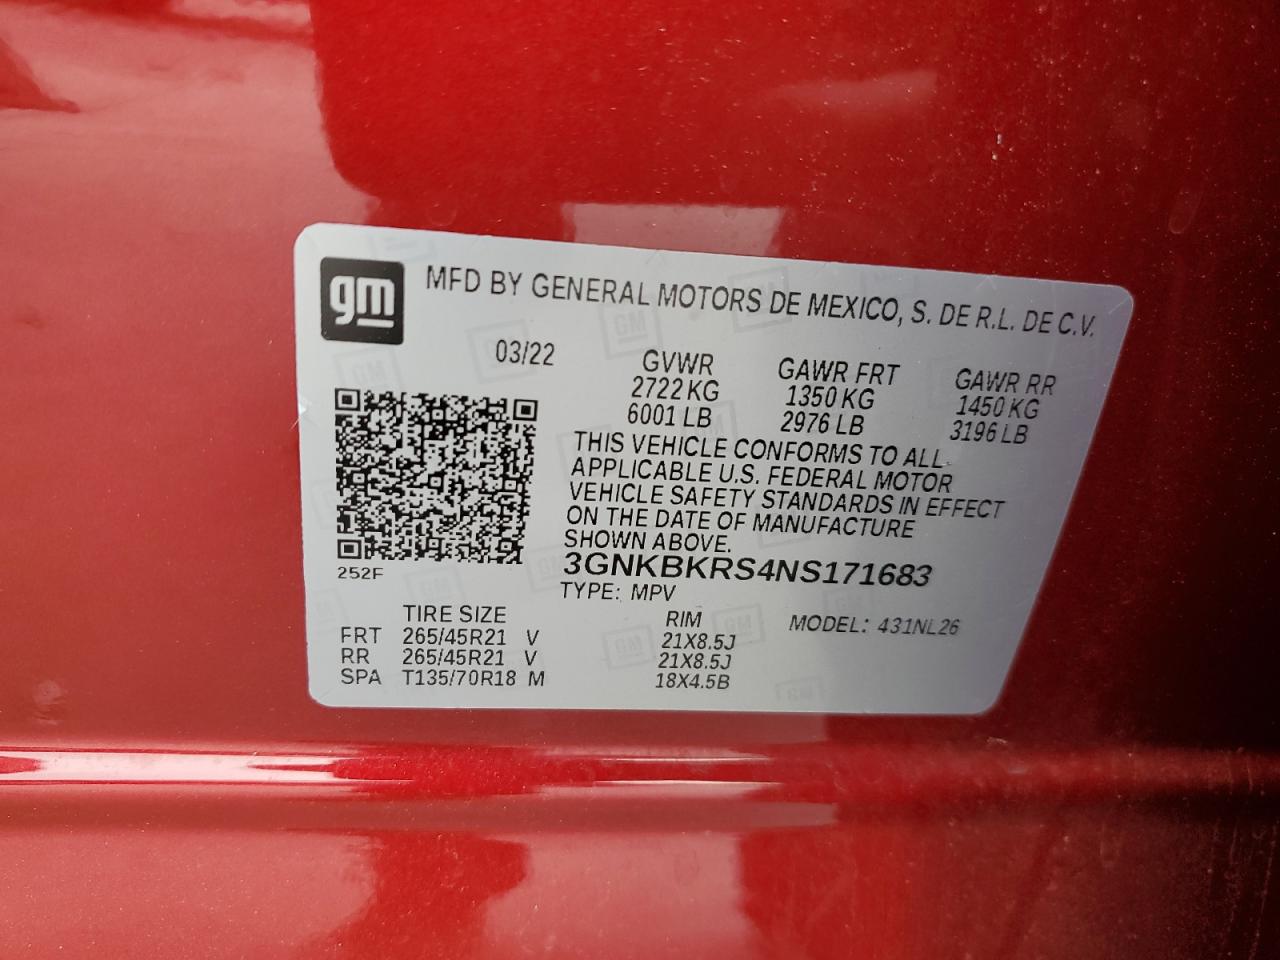 gm
MFD BY GENERAL MOTORS DE MEXICO, S. DE R.L. DE C.V.
03/22
GVWR GAWR FRT GAWR RR
2722 KG 1350 KG 1450 KG
6001 LB 2976 LB 3196 LB
THIS VEHICLE CONFORMS TO ALL
APPLICABLE U.S. FEDERAL MOTOR
VEHICLE SAFETY STANDARDS IN EFFECT
ON THE DATE OF MANUFACTURE
SHOWN ABOVE.
3GNKBKRS4NS171683
252F
TYPE: MPV
TIRE SIZE RIM MODEL: 431NL26
FRT 265/45R21 V 21X8.5J
RR 265/45R21 V 21X8.5J
SPA T135/70R18 M 18X4.5B